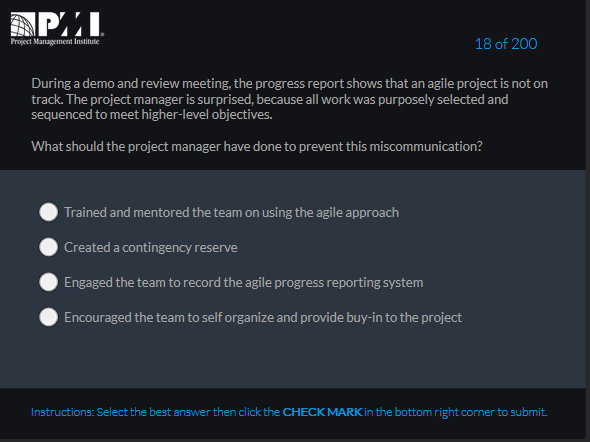 PMI.
Project Management Institute
18 of 200
During a demo and review meeting, the progress report shows that an agile project is not on
track. The project manager is surprised, because all work was purposely selected and
sequenced to meet higher-level objectives.
What should the project manager have done to prevent this miscommunication?
Trained and mentored the team on using the agile approach
Created a contingency reserve
Engaged the team to record the agile progress reporting system
Encouraged the team to self organize and provide buy-in to the project
Instructions: Select the best answer then click the CHECK MARK in the bottom right corner to submit.